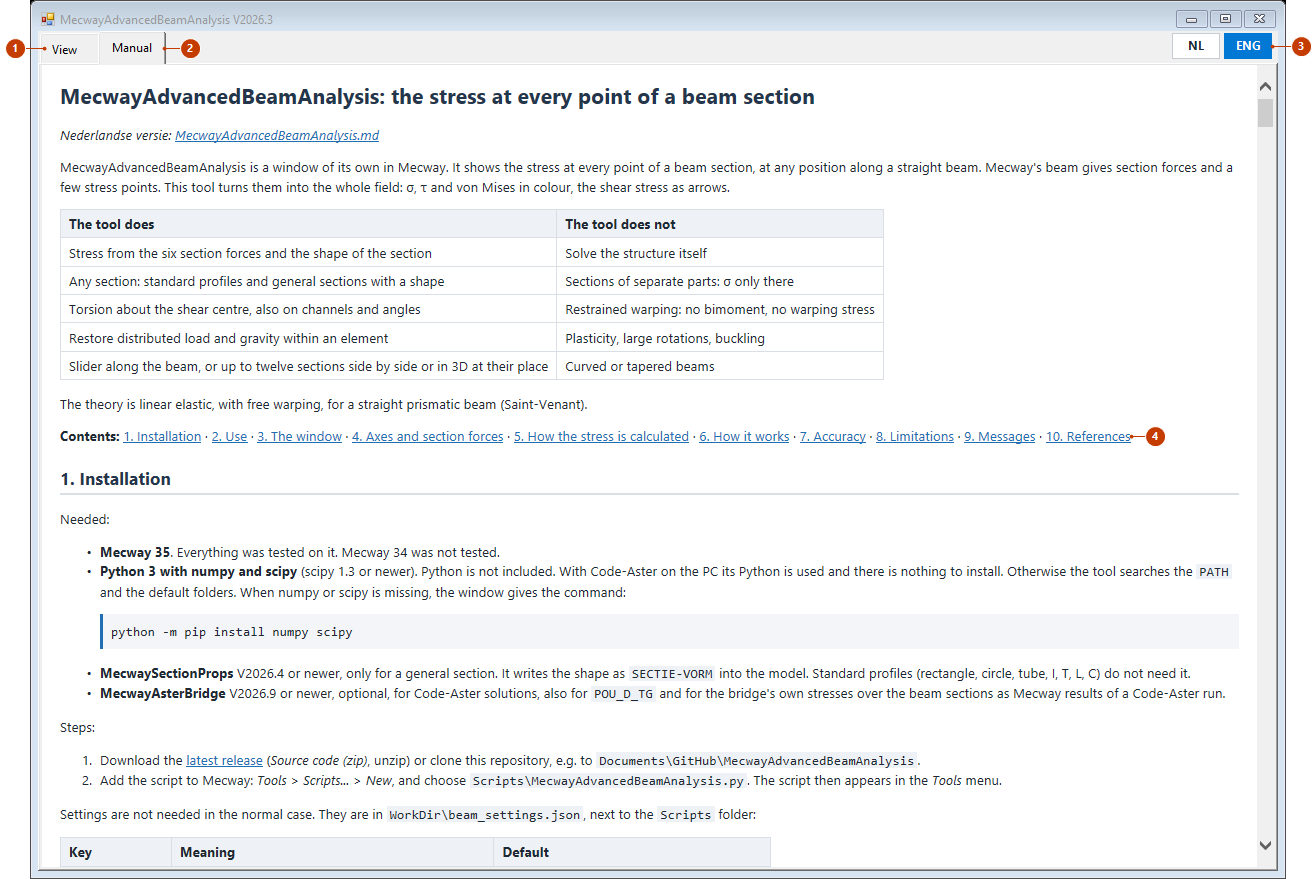 MecwayAdvancedBeamAnalysis V2026.3
1 View Manual 2 NL ENG 3
MecwayAdvancedBeamAnalysis: the stress at every point of a beam section
Nederlandse versie: MecwayAdvancedBeamAnalysis.md
MecwayAdvancedBeamAnalysis is a window of its own in Mecway. It shows the stress at every point of a beam section, at any position along a straight beam. Mecway's beam gives section forces and a
few stress points. This tool turns them into the whole field: σ, τ and von Mises in colour, the shear stress as arrows.
The tool does The tool does not
Stress from the six section forces and the shape of the section Solve the structure itself
Any section: standard profiles and general sections with a shape Sections of separate parts: σ only there
Torsion about the shear centre, also on channels and angles Restrained warping: no bimoment, no warping stress
Restore distributed load and gravity within an element Plasticity, large rotations, buckling
Slider along the beam, or up to twelve sections side by side or in 3D at their place Curved or tapered beams
The theory is linear elastic, with free warping, for a straight prismatic beam (Saint-Venant).
Contents: 1. Installation · 2. Use · 3. The window · 4. Axes and section forces · 5. How the stress is calculated · 6. How it works · 7. Accuracy · 8. Limitations · 9. Messages · 10. References 4
1. Installation
Needed:
• Mecway 35. Everything was tested on it. Mecway 34 was not tested.
• Python 3 with numpy and scipy (scipy 1.3 or newer). Python is not included. With Code-Aster on the PC its Python is used and there is nothing to install. Otherwise the tool searches the PATH
and the default folders. When numpy or scipy is missing, the window gives the command:
python -m pip install numpy scipy
• MecwaySectionProps V2026.4 or newer, only for a general section. It writes the shape as SECTIE-VORM into the model. Standard profiles (rectangle, circle, tube, I, T, L, C) do not need it.
• MecwayAsterBridge V2026.9 or newer, optional, for Code-Aster solutions, also for POU_D_TG and for the bridge's own stresses over the beam sections as Mecway results of a Code-Aster run.
Steps:
1. Download the latest release (Source code (zip), unzip) or clone this repository, e.g. to Documents\GitHub\MecwayAdvancedBeamAnalysis.
2. Add the script to Mecway: Tools > Scripts... > New, and choose Scripts\MecwayAdvancedBeamAnalysis.py. The script then appears in the Tools menu.
Settings are not needed in the normal case. They are in WorkDir\beam_settings.json, next to the Scripts folder:
Key Meaning Default